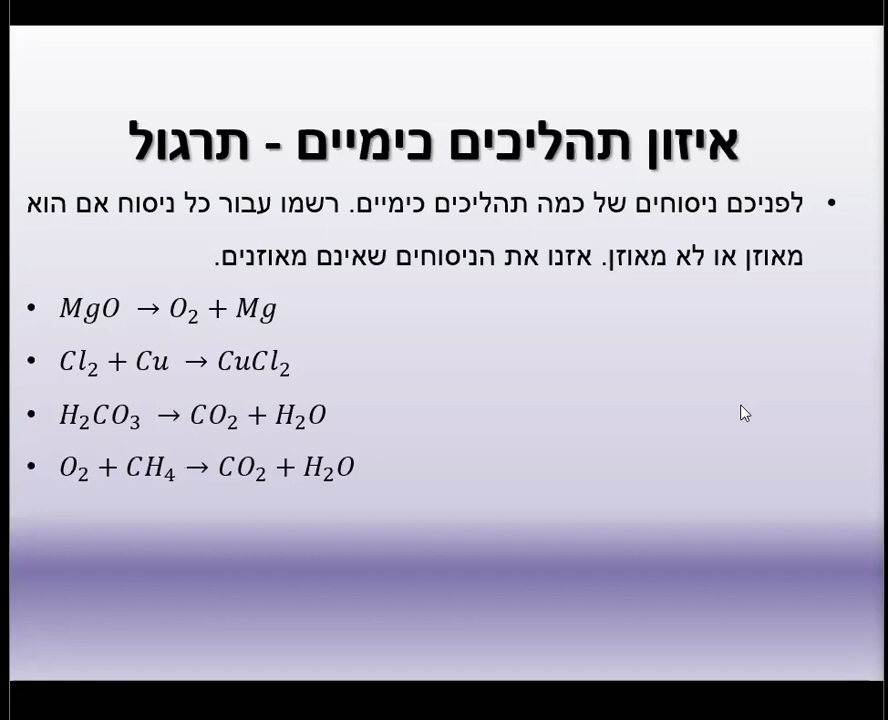 איזון תהליכים כימיים - תרגול
• לפניכם ניסוחים של כמה תהליכים כימיים. רשמו עבור כל ניסוח אם הוא
מאוזן או לא מאוזן. אזנו את הניסוחים שאינם מאוזנים.
• MgO → O₂ + Mg
• Cl₂ + Cu → CuCl₂
• H₂CO₃ → CO₂ + H₂O
• O₂ + CH₄ → CO₂ + H₂O